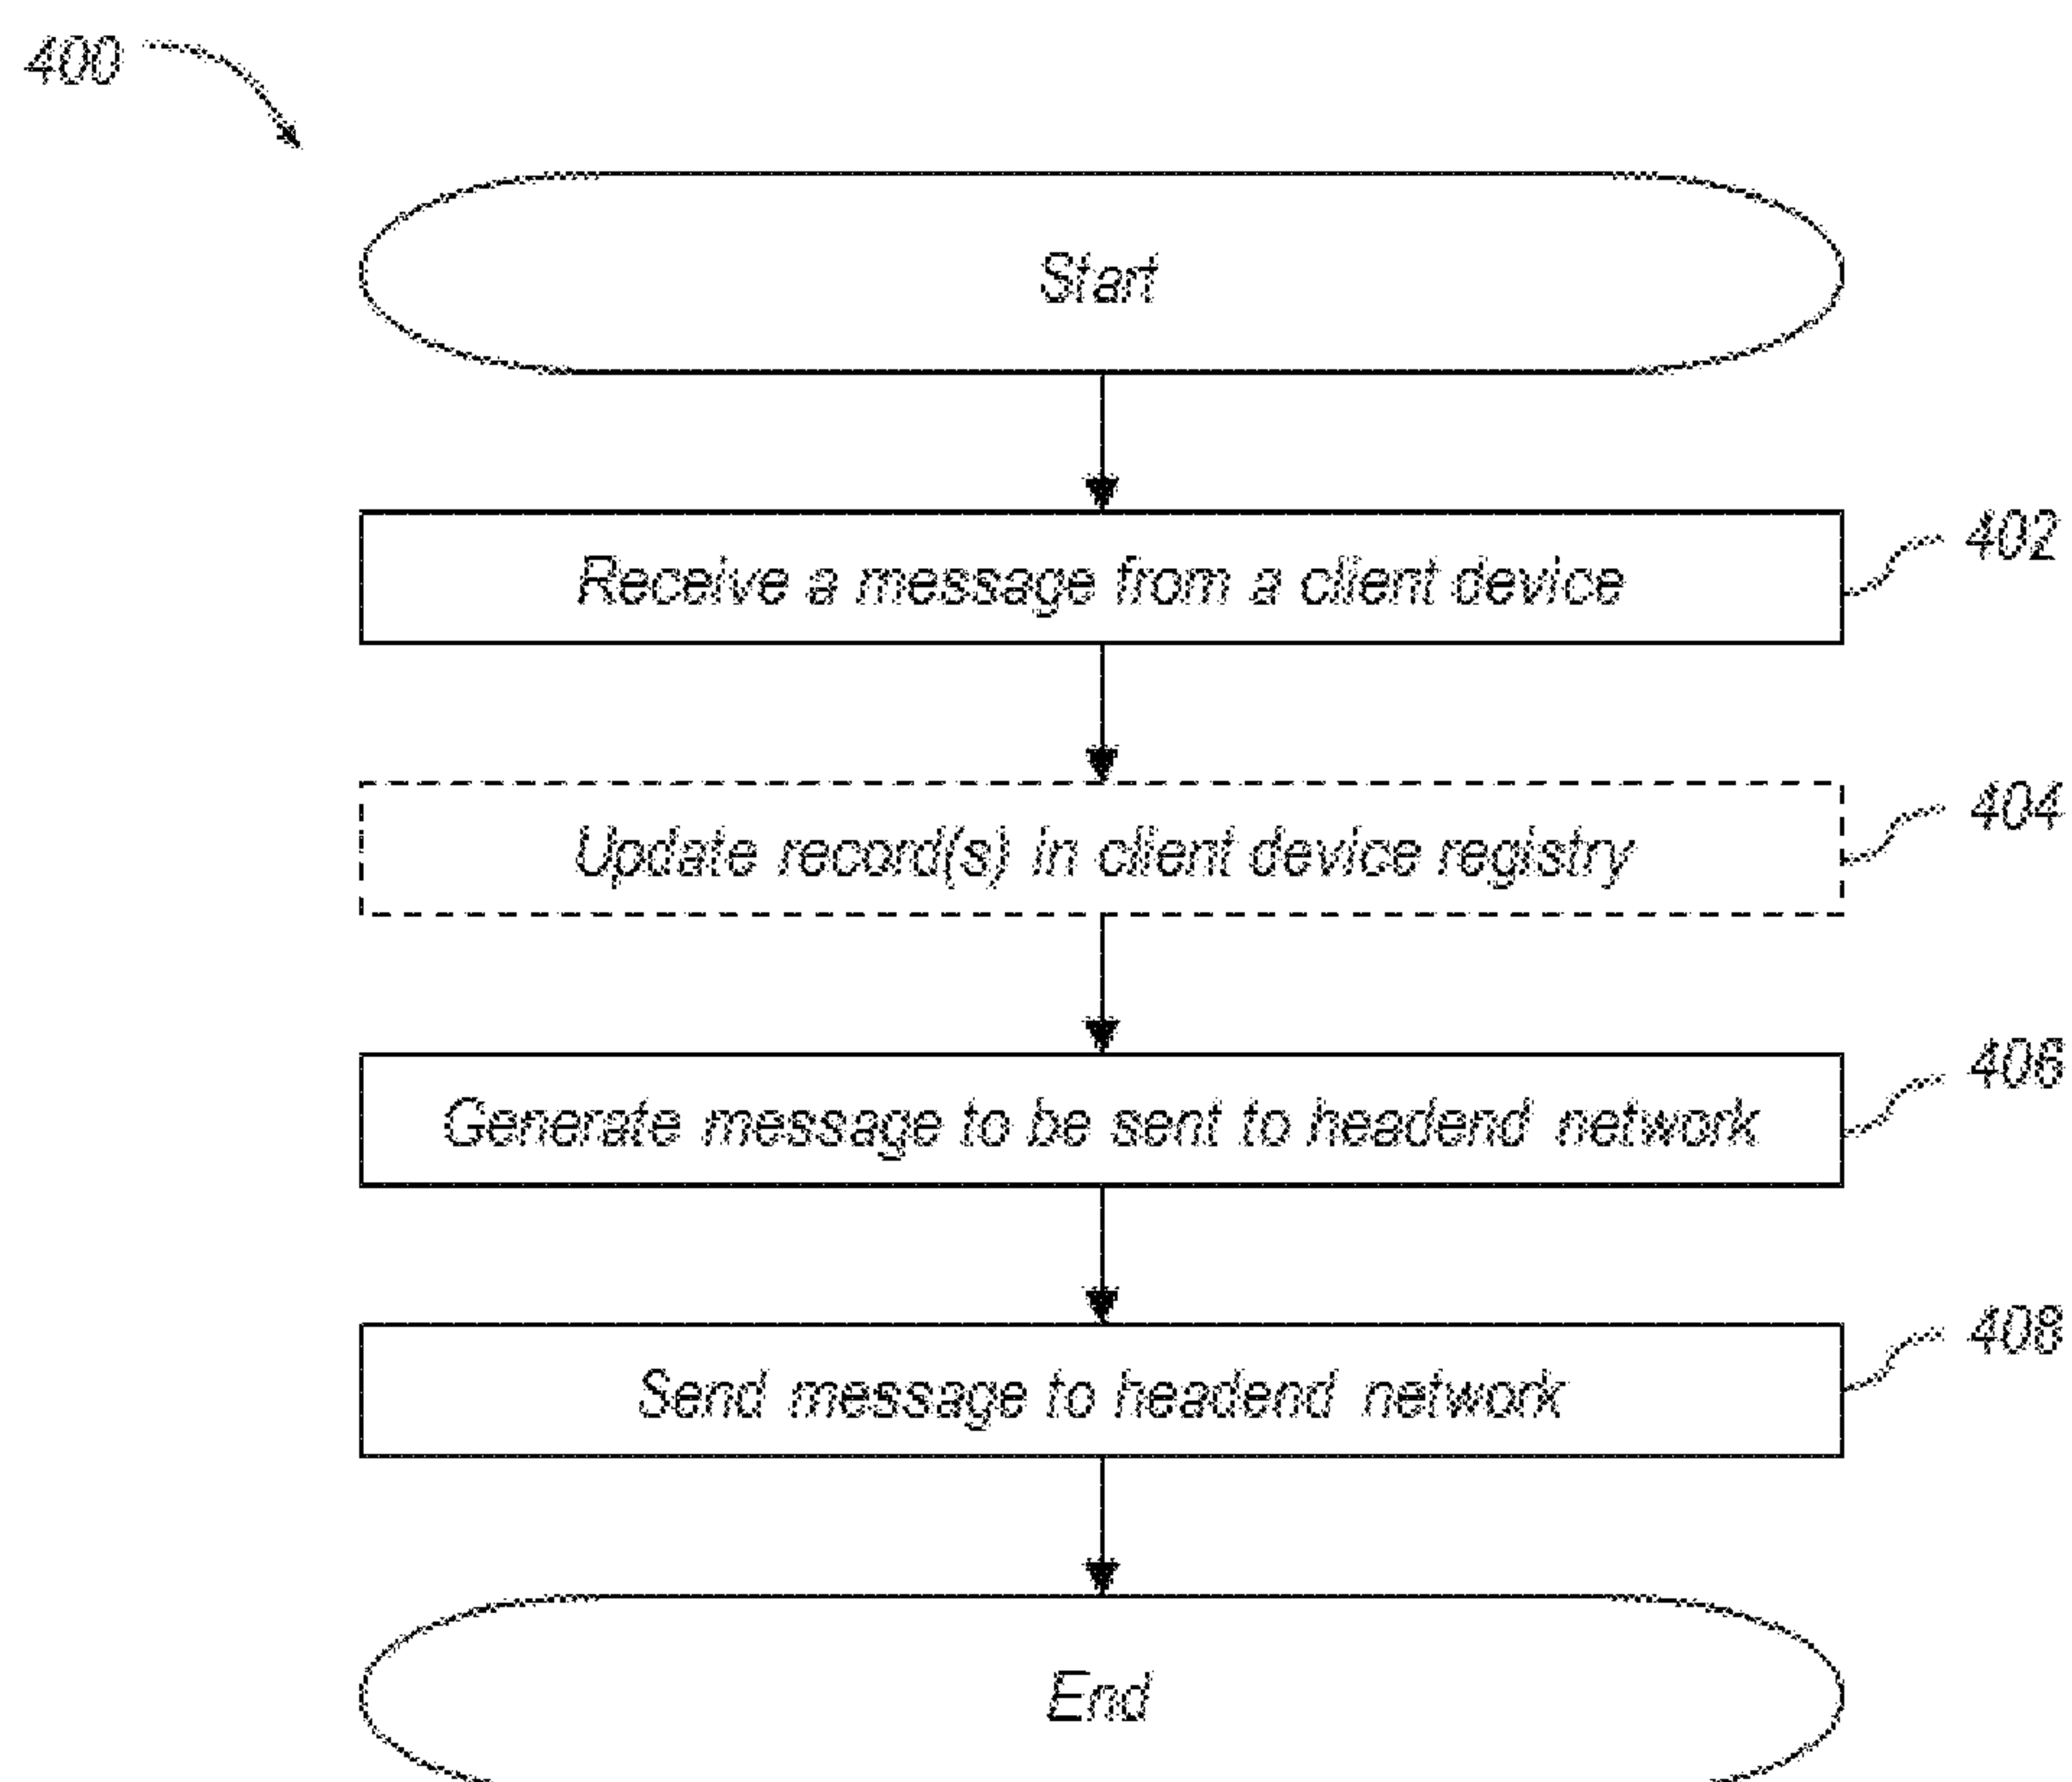 400
Start
Receive a message from a client device
402
Update record(s) in client device registry
404
Generate message to be sent to headend network
406
Send message to headend network
408
End